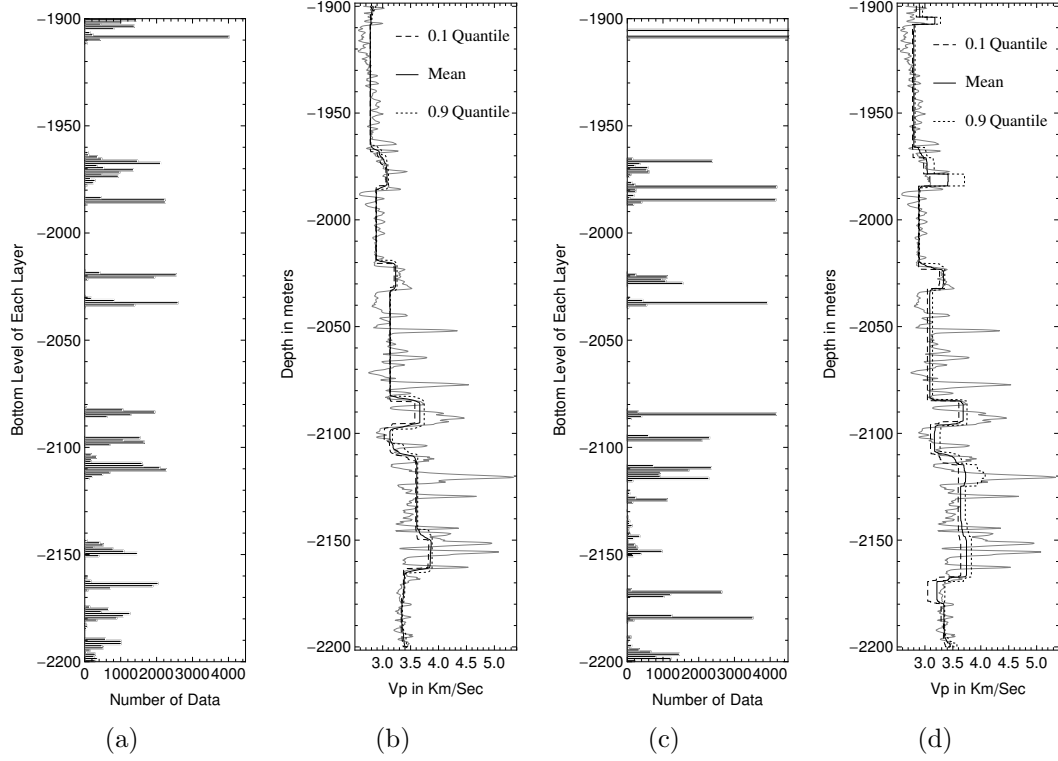 −1900
−1950
−2000
−2050
−2100
−2150
−2200
Bottom Level of Each Layer
0 1000 2000 3000 4000
Number of Data
(a)
−1900
−1950
−2000
−2050
−2100
−2150
−2200
Depth in meters
0.1 Quantile
Mean
0.9 Quantile
3.0 3.5 4.0 4.5 5.0
Vp in Km/Sec
(b)
−1900
−1950
−2000
−2050
−2100
−2150
−2200
Bottom Level of Each Layer
0 1000 2000 3000 4000
Number of Data
(c)
−1900
−1950
−2000
−2050
−2100
−2150
−2200
Depth in meters
0.1 Quantile
Mean
0.9 Quantile
3.0 3.5 4.0 4.5 5.0
Vp in Km/Sec
(d)